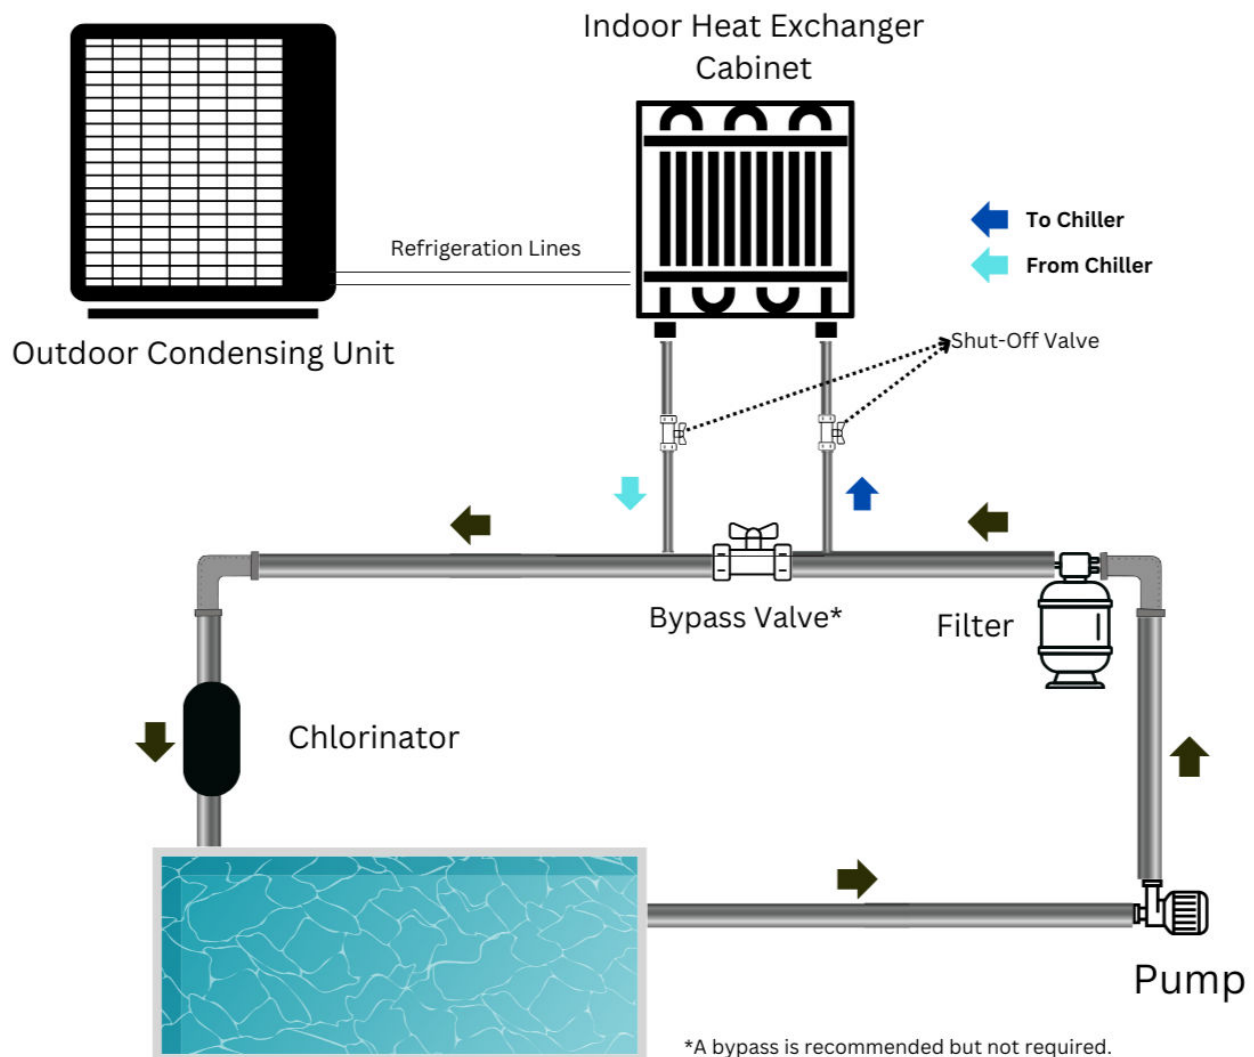 Indoor Heat Exchanger
Cabinet
To Chiller
Refrigeration Lines
From Chiller
Shut-Off Valve
Outdoor Condensing Unit
Bypass Valve*
Filter
Chlorinator
Pump
*A bypass is recommended but not required.